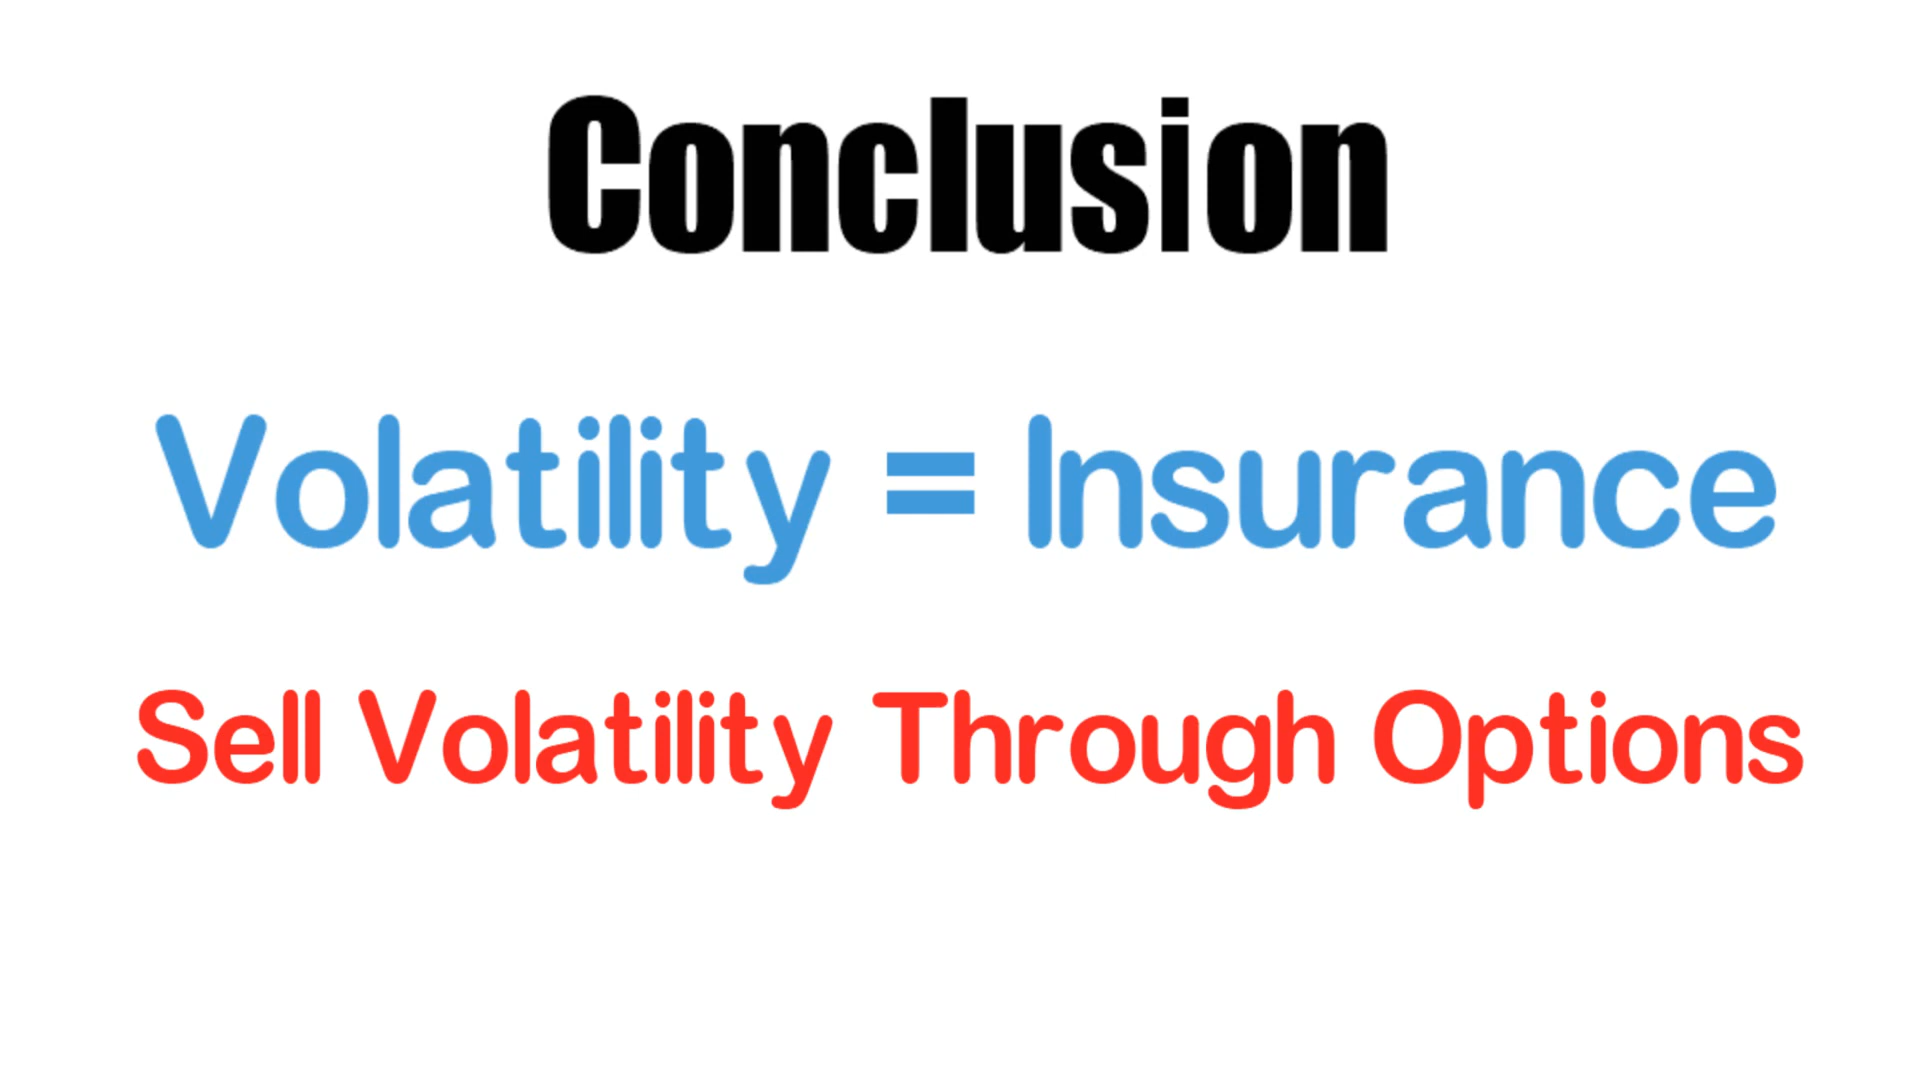 Conclusion
Volatility = Insurance
Sell Volatility Through Options